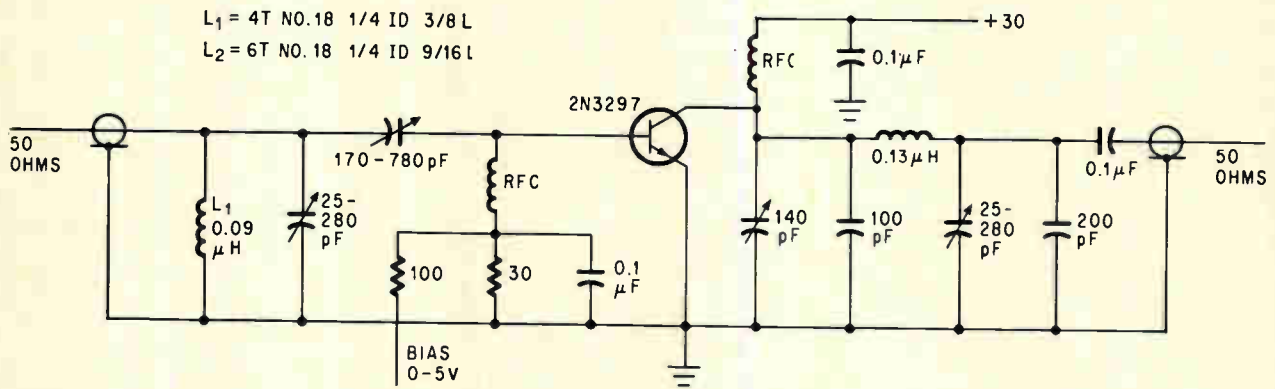 L1 = 4T NO. 18 1/4 ID 3/8 L
L2 = 6T NO. 18 1/4 ID 9/16 L
+30
RFC
0.1μF
2N3297
50
OHMS
170-780pF
RFC
L1
0.09
μH
25-
280
pF
100
30
0.1
μF
BIAS
0-5V
140
pF
100
pF
0.13μH
25-
280
pF
200
pF
0.1μF
50
OHMS